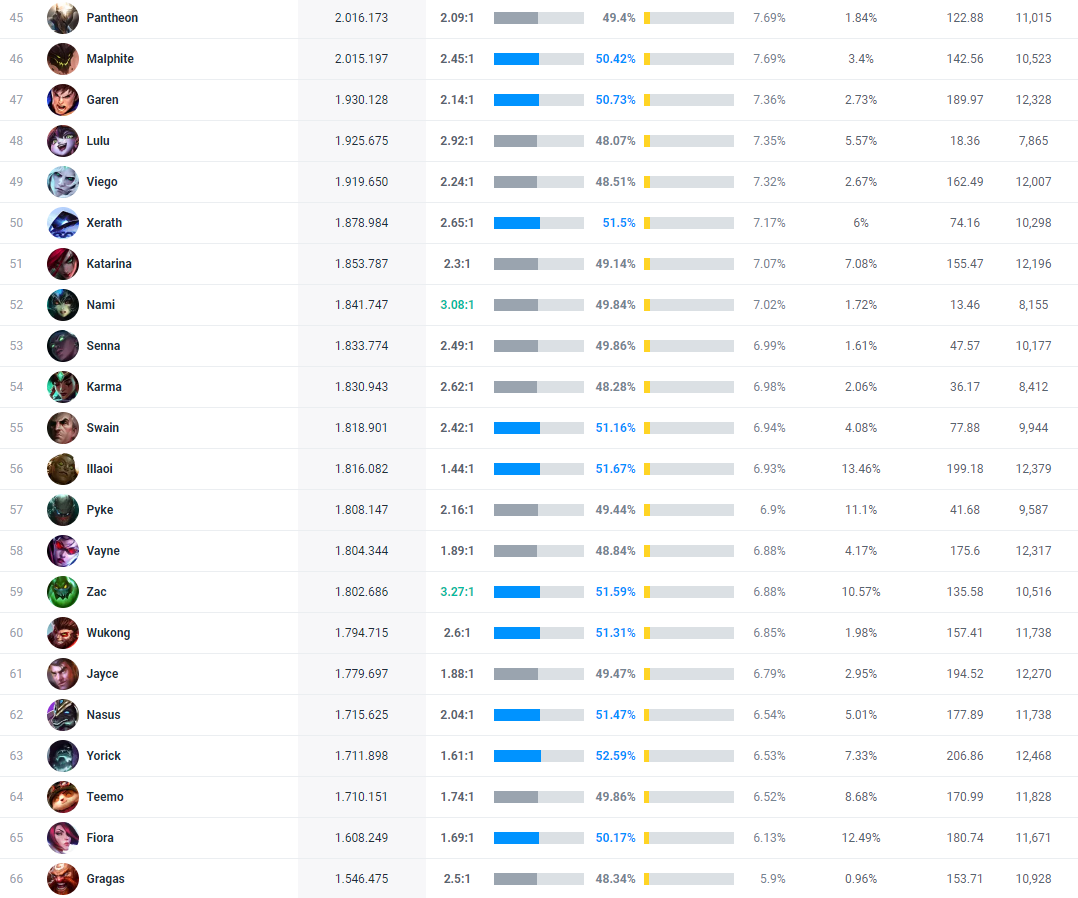 45 Pantheon 2.016.173 2.09:1 49.4% 7.69% 1.84% 122.88 11,015
46 Malphite 2.015.197 2.45:1 50.42% 7.69% 3.4% 142.56 10,523
47 Garen 1.930.128 2.14:1 50.73% 7.36% 2.73% 189.97 12,328
48 Lulu 1.925.675 2.92:1 48.07% 7.35% 5.57% 18.36 7,865
49 Viego 1.919.650 2.24:1 48.51% 7.32% 2.67% 162.49 12,007
50 Xerath 1.878.984 2.65:1 51.5% 7.17% 6% 74.16 10,298
51 Katarina 1.853.787 2.3:1 49.14% 7.07% 7.08% 155.47 12,196
52 Nami 1.841.747 3.08:1 49.84% 7.02% 1.72% 13.46 8,155
53 Senna 1.833.774 2.49:1 49.86% 6.99% 1.61% 47.57 10,177
54 Karma 1.830.943 2.62:1 48.28% 6.98% 2.06% 36.17 8,412
55 Swain 1.818.901 2.42:1 51.16% 6.94% 4.08% 77.88 9,944
56 Illaoi 1.816.082 1.44:1 51.67% 6.93% 13.46% 199.18 12,379
57 Pyke 1.808.147 2.16:1 49.44% 6.9% 11.1% 41.68 9,587
58 Vayne 1.804.344 1.89:1 48.84% 6.88% 4.17% 175.6 12,317
59 Zac 1.802.686 3.27:1 51.59% 6.88% 10.57% 135.58 10,516
60 Wukong 1.794.715 2.6:1 51.31% 6.85% 1.98% 157.41 11,738
61 Jayce 1.779.697 1.88:1 49.47% 6.79% 2.95% 194.52 12,270
62 Nasus 1.715.625 2.04:1 51.47% 6.54% 5.01% 177.89 11,738
63 Yorick 1.711.898 1.61:1 52.59% 6.53% 7.33% 206.86 12,468
64 Teemo 1.710.151 1.74:1 49.86% 6.52% 8.68% 170.99 11,828
65 Fiora 1.608.249 1.69:1 50.17% 6.13% 12.49% 180.74 11,671
66 Gragas 1.546.475 2.5:1 48.34% 5.9% 0.96% 153.71 10,928